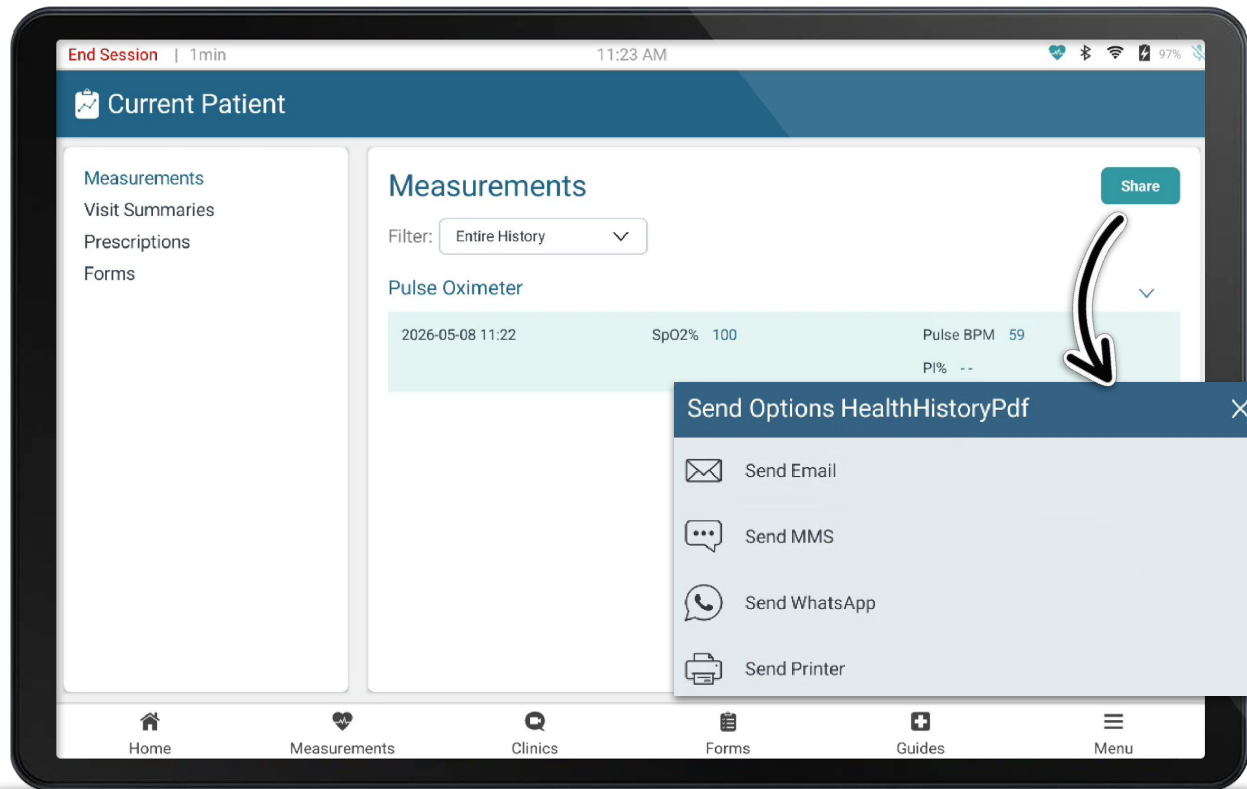 End Session | 1min 11:23 AM 97%
Current Patient
Measurements
Visit Summaries
Prescriptions
Forms
Measurements
Share
Filter: Entire History
Pulse Oximeter
2026-05-08 11:22 SpO2% 100 Pulse BPM 59
PI% --
Send Options HealthHistoryPdf
Send Email
Send MMS
Send WhatsApp
Send Printer
Home Measurements Clinics Forms Guides Menu